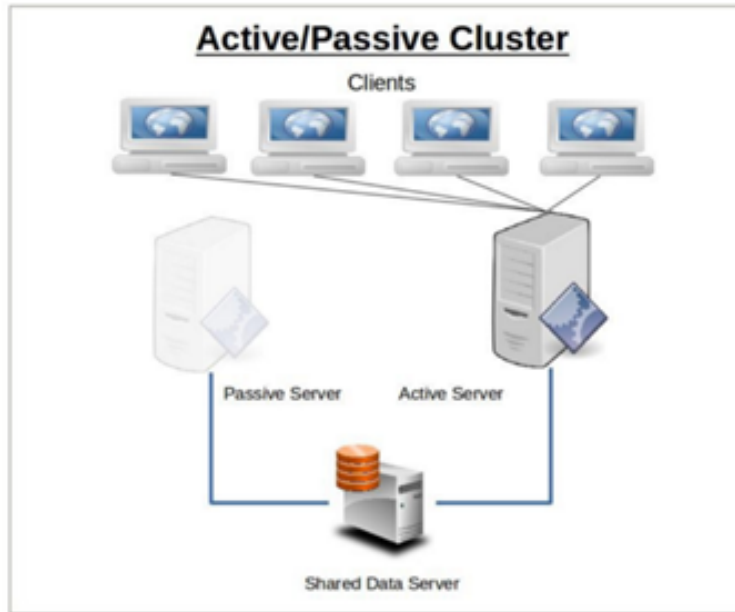 Active/Passive Cluster
Clients
Passive Server
Active Server
Shared Data Server